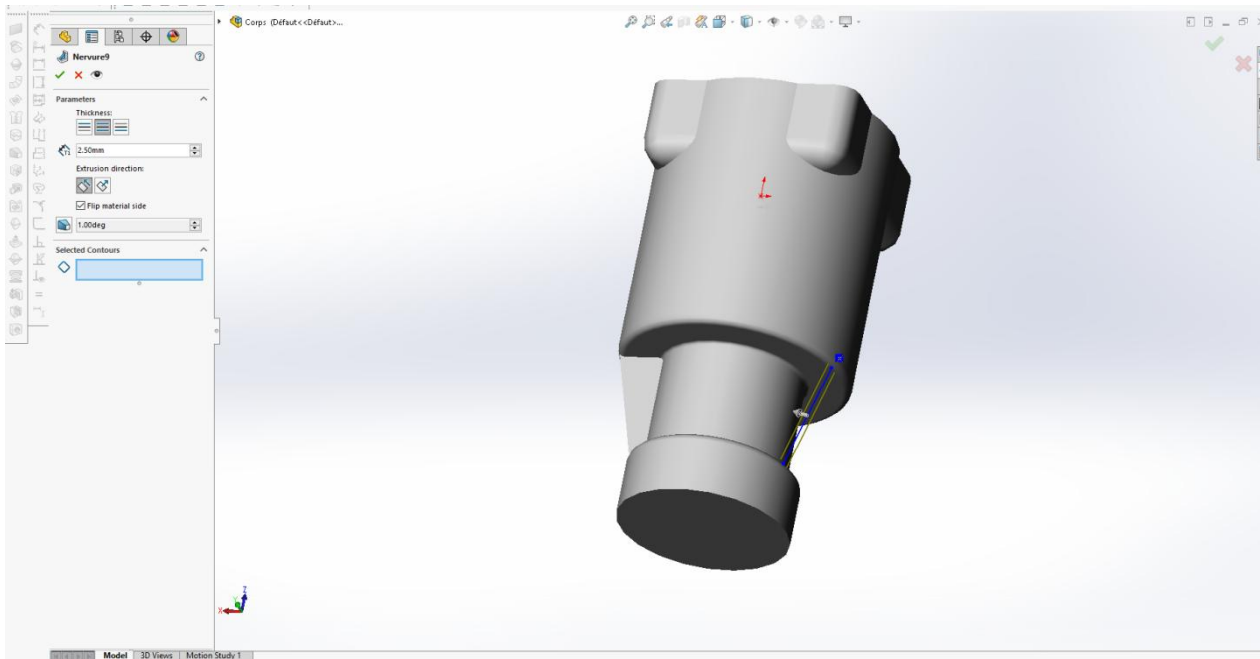 Corps (Défaut<<Défaut>...
Nervure9
Parameters
Thickness:
2.50mm
Extrusion direction:
Flip material side
1.00deg
Selected Contours
X
Y
Z
Model
3D Views
Motion Study 1